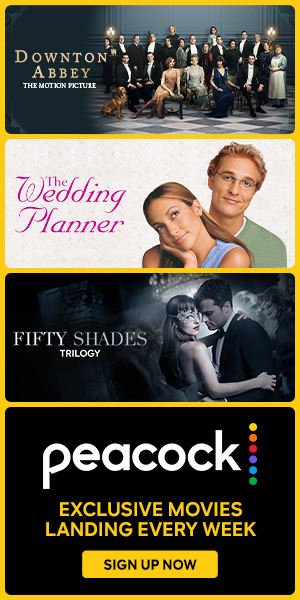 DOWNTON
ABBEY
THE MOTION PICTURE
The
Wedding
Planner
FIFTY SHADES
TRILOGY
peacock
EXCLUSIVE MOVIES
LANDING EVERY WEEK
SIGN UP NOW